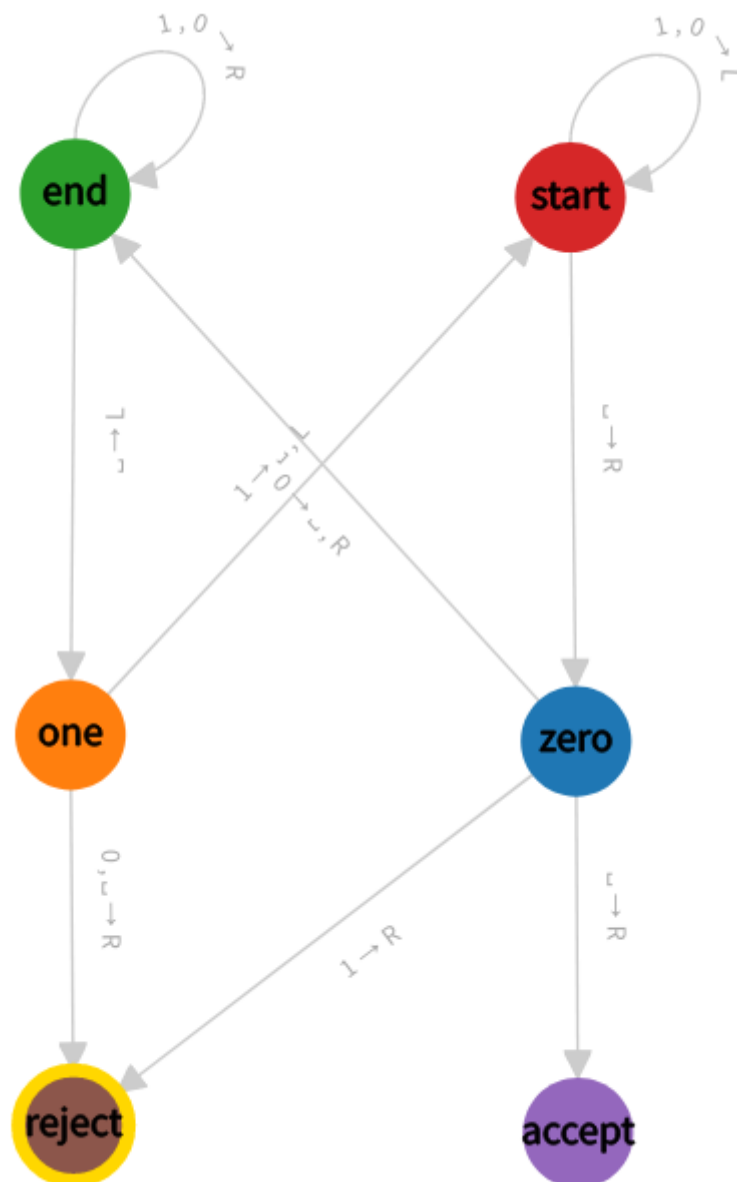 1,0→R
1,0→L
end
start
␣→L
␣→R
1→␣,L
0→␣,R
one
zero
0,␣→R
␣→R
1→R
reject
accept